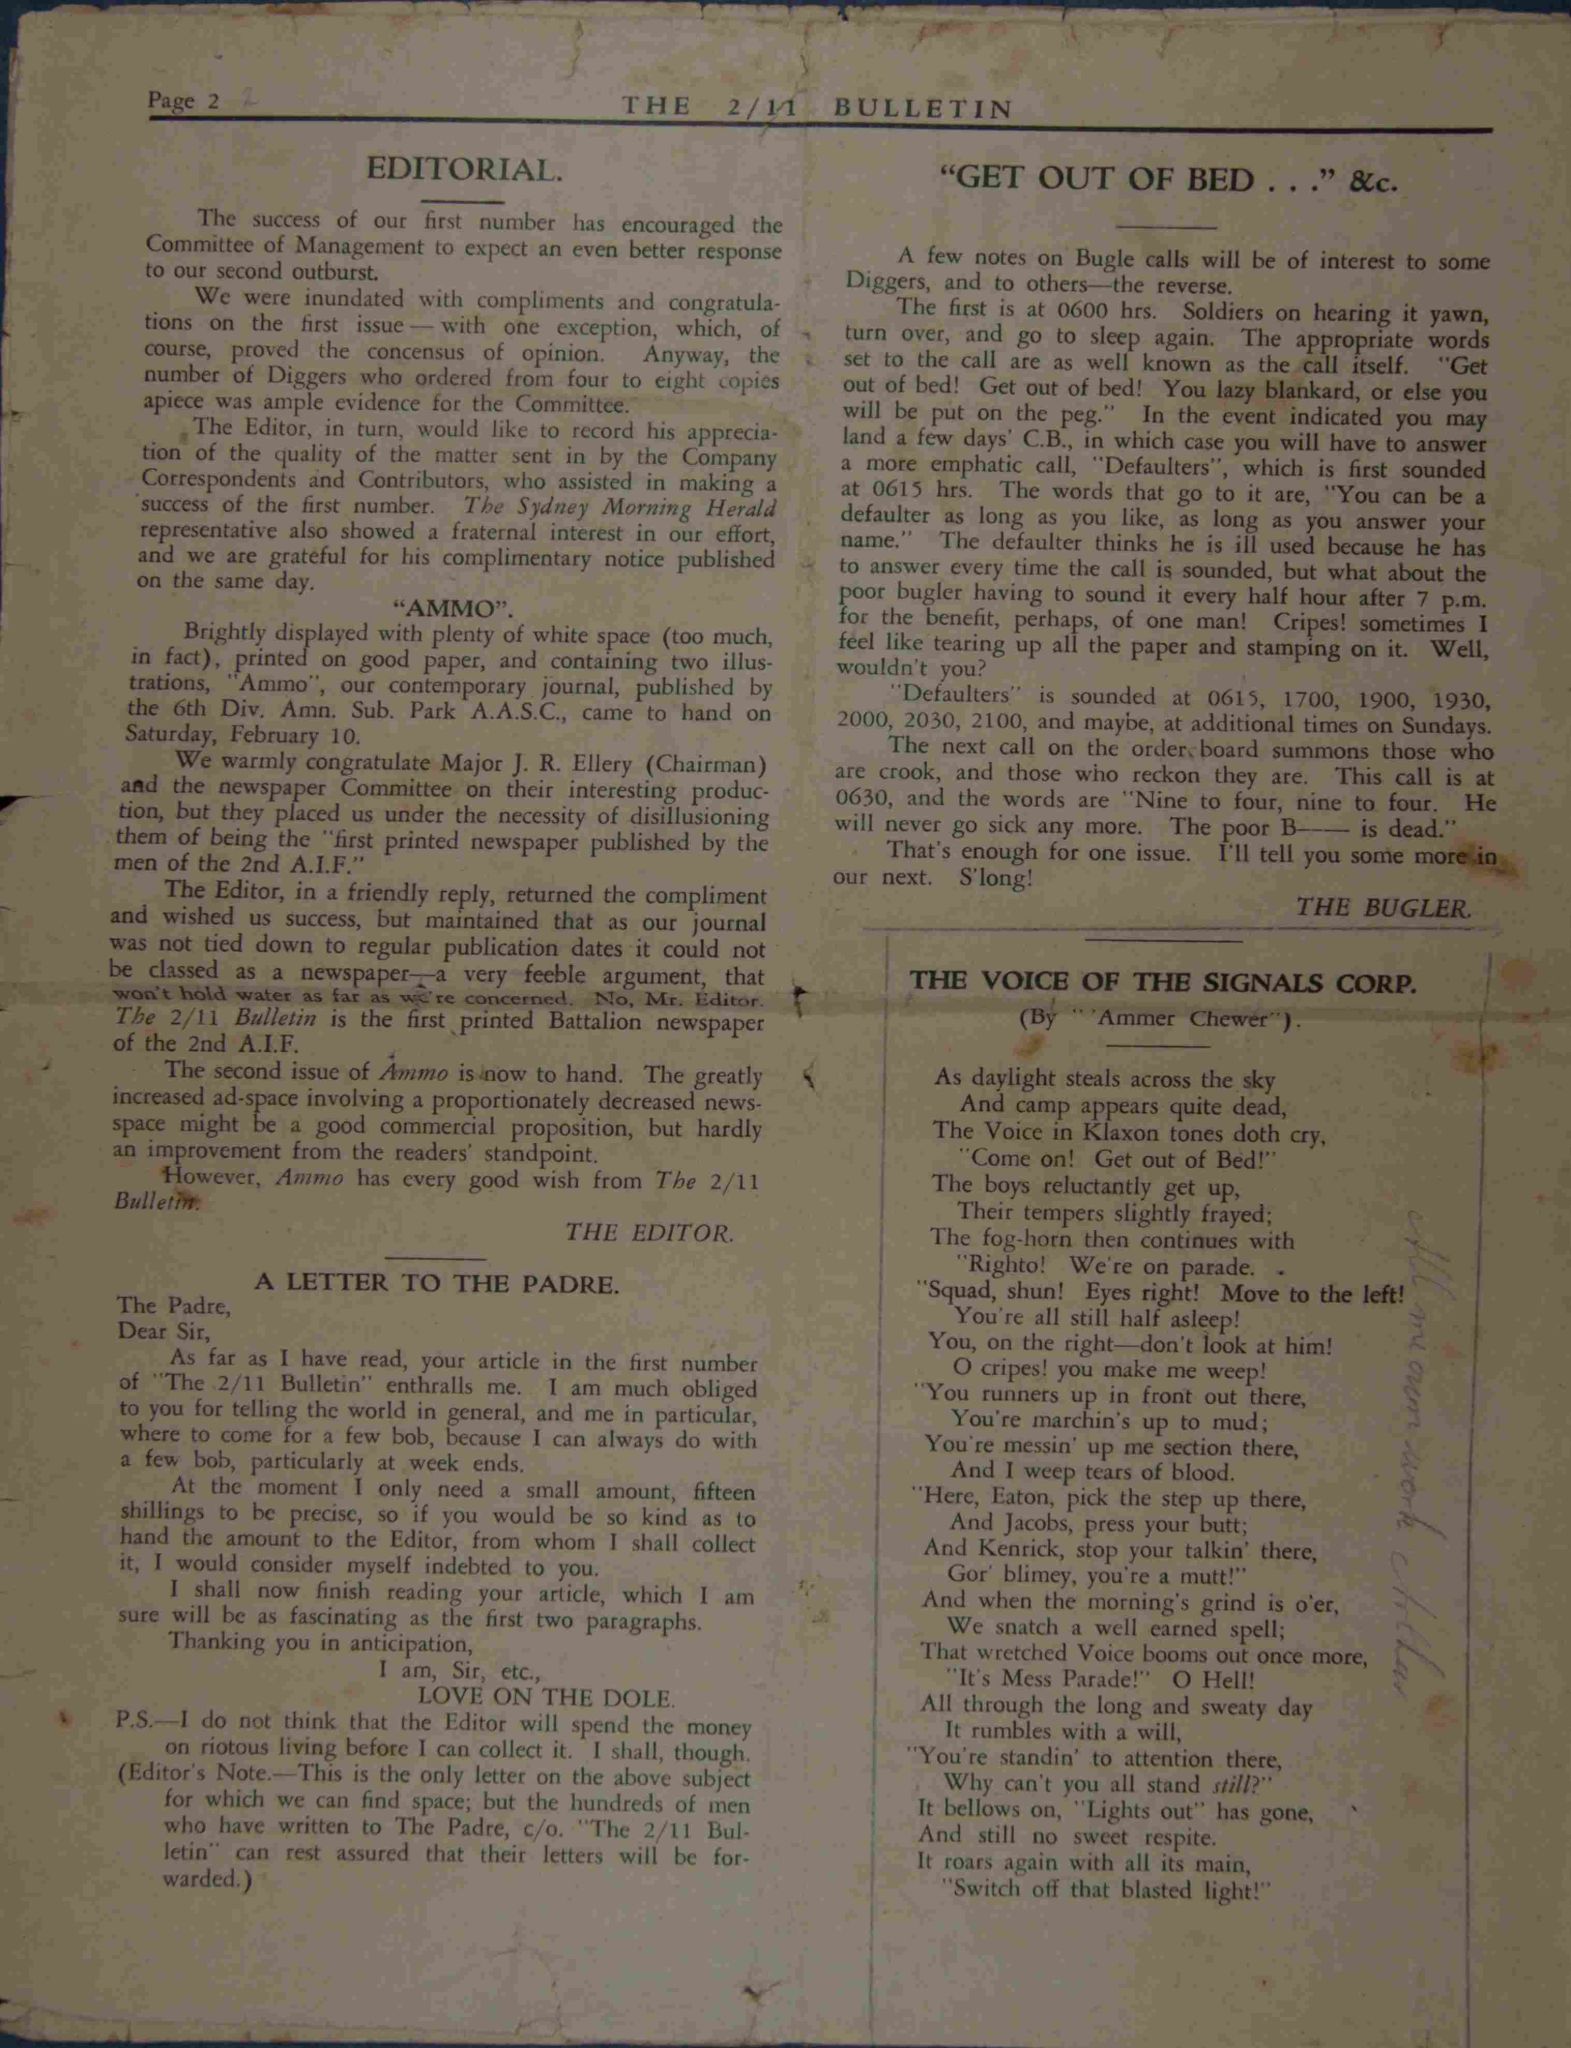 Page 2 2
THE 2/11 BULLETIN
EDITORIAL.
The success of our first number has encouraged the
Committee of Management to expect an even better response
to our second outburst.
We were inundated with compliments and congratula-
tions on the first issue — with one exception, which, of
course, proved the concensus of opinion. Anyway, the
number of Diggers who ordered from four to eight copies
apiece was ample evidence for the Committee.
The Editor, in turn, would like to record his apprecia-
tion of the quality of the matter sent in by the Company
Correspondents and Contributors, who assisted in making a
success of the first number. The Sydney Morning Herald
representative also showed a fraternal interest in our effort,
and we are grateful for his complimentary notice published
on the same day.
"AMMO".
Brightly displayed with plenty of white space (too much,
in fact), printed on good paper, and containing two illus-
trations, "Ammo", our contemporary journal, published by
the 6th Div. Amn. Sub. Park A.A.S.C., came to hand on
Saturday, February 10.
We warmly congratulate Major J. R. Ellery (Chairman)
and the newspaper Committee on their interesting produc-
tion, but they placed us under the necessity of disillusioning
them of being the "first printed newspaper published by the
men of the 2nd A.I.F."
The Editor, in a friendly reply, returned the compliment
and wished us success, but maintained that as our journal
was not tied down to regular publication dates it could not
be classed as a newspaper—a very feeble argument, that
won't hold water as far as we're concerned. No, Mr. Editor.
The 2/11 Bulletin is the first printed Battalion newspaper
of the 2nd A.I.F.
The second issue of Ammo is now to hand. The greatly
increased ad-space involving a proportionately decreased news-
space might be a good commercial proposition, but hardly
an improvement from the readers' standpoint.
However, Ammo has every good wish from The 2/11
Bulletin.
THE EDITOR.
A LETTER TO THE PADRE.
The Padre,
Dear Sir,
As far as I have read, your article in the first number
of "The 2/11 Bulletin" enthralls me. I am much obliged
to you for telling the world in general, and me in particular,
where to come for a few bob, because I can always do with
a few bob, particularly at week ends.
At the moment I only need a small amount, fifteen
shillings to be precise, so if you would be so kind as to
hand the amount to the Editor, from whom I shall collect
it, I would consider myself indebted to you.
I shall now finish reading your article, which I am
sure will be as fascinating as the first two paragraphs.
Thanking you in anticipation,
I am, Sir, etc.,
LOVE ON THE DOLE.
P.S.—I do not think that the Editor will spend the money
on riotous living before I can collect it. I shall, though.
(Editor's Note.—This is the only letter on the above subject
for which we can find space; but the hundreds of men
who have written to The Padre, c/o. "The 2/11 Bul-
letin" can rest assured that their letters will be for-
warded.)
"GET OUT OF BED . . ." &c.
A few notes on Bugle calls will be of interest to some
Diggers, and to others—the reverse.
The first is at 0600 hrs. Soldiers on hearing it yawn,
turn over, and go to sleep again. The appropriate words
set to the call are as well known as the call itself. "Get
out of bed! Get out of bed! You lazy blankard, or else you
will be put on the peg." In the event indicated you may
land a few days' C.B., in which case you will have to answer
a more emphatic call, "Defaulters", which is first sounded
at 0615 hrs. The words that go to it are, "You can be a
defaulter as long as you like, as long as you answer your
name." The defaulter thinks he is ill used because he has
to answer every time the call is sounded, but what about the
poor bugler having to sound it every half hour after 7 p.m.
for the benefit, perhaps, of one man! Cripes! sometimes I
feel like tearing up all the paper and stamping on it. Well,
wouldn't you?
"Defaulters" is sounded at 0615, 1700, 1900, 1930,
2000, 2030, 2100, and maybe, at additional times on Sundays.
The next call on the order board summons those who
are crook, and those who reckon they are. This call is at
0630, and the words are "Nine to four, nine to four. He
will never go sick any more. The poor B—— is dead."
That's enough for one issue. I'll tell you some more in
our next. S'long!
THE BUGLER.
THE VOICE OF THE SIGNALS CORP.
(By " 'Ammer Chewer").
As daylight steals across the sky
And camp appears quite dead,
The Voice in Klaxon tones doth cry,
"Come on! Get out of Bed!"
The boys reluctantly get up,
Their tempers slightly frayed;
The fog-horn then continues with
"Righto! We're on parade.
"Squad, shun! Eyes right! Move to the left!
You're all still half asleep!
You, on the right—don't look at him!
O cripes! you make me weep!
"You runners up in front out there,
You're marchin's up to mud;
You're messin' up me section there,
And I weep tears of blood.
"Here, Eaton, pick the step up there,
And Jacobs, press your butt;
And Kenrick, stop your talkin' there,
Gor' blimey, you're a mutt!"
And when the morning's grind is o'er,
We snatch a well earned spell;
That wretched Voice booms out once more,
"It's Mess Parade!" O Hell!
All through the long and sweaty day
It rumbles with a will,
"You're standin' to attention there,
Why can't you all stand still?"
It bellows on, "Lights out" has gone,
And still no sweet respite.
It roars again with all its main,
"Switch off that blasted light!"
my own work